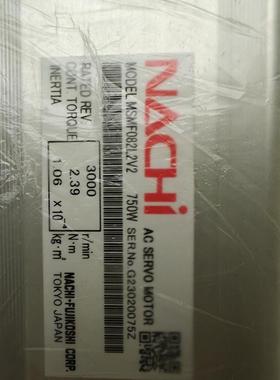 NACHi
AC SERVO MOTOR
MODEL MSMF082L2V2 750W SER.No G23020075Z
RATED REV. 3000 r/min
CONT. TORQUE 2.39 N·m
INERTIA 1.06 X10⁻⁴ kg·m²
NACHI-FUJIKOSHI CORP.
TOKYO JAPAN